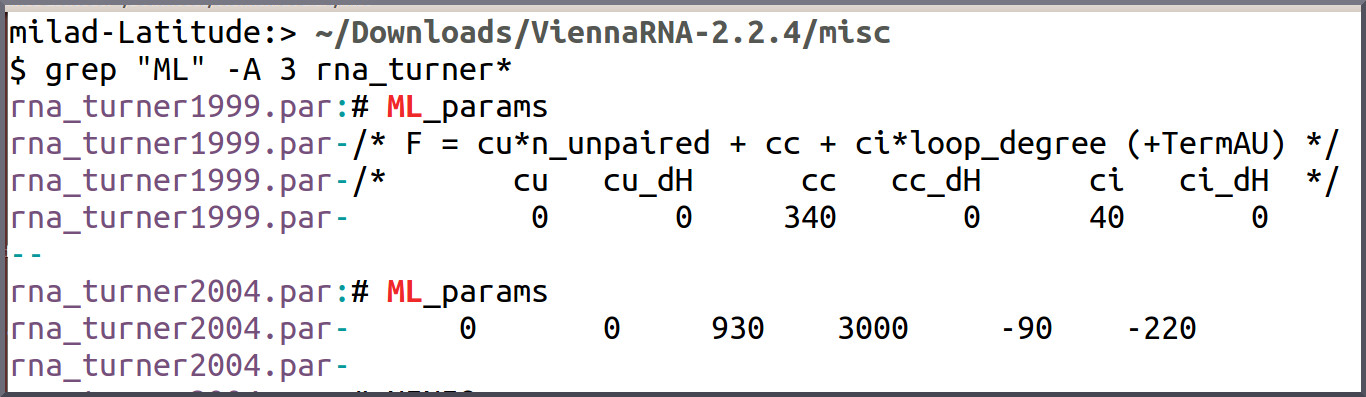 milad-Latitude:> ~/Downloads/ViennaRNA-2.2.4/misc
$ grep "ML" -A 3 rna_turner*
rna_turner1999.par:# ML_params
rna_turner1999.par-/* F = cu*n_unpaired + cc + ci*loop_degree (+TermAU) */
rna_turner1999.par-/*       cu    cu_dH      cc   cc_dH      ci   ci_dH  */
rna_turner1999.par-          0       0     340       0      40       0
--
rna_turner2004.par:# ML_params
rna_turner2004.par-      0       0     930    3000     -90    -220
rna_turner2004.par-